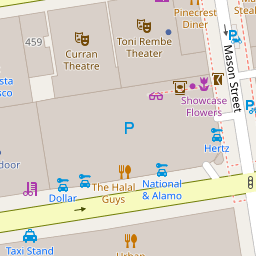 Pinecrest
Diner
Toni Rembe
Theater
459
Curran
Theatre
Mason Street
Showcase
Flowers
P
Hertz
National
& Alamo
The Halal
Guys
Dollar
Taxi Stand